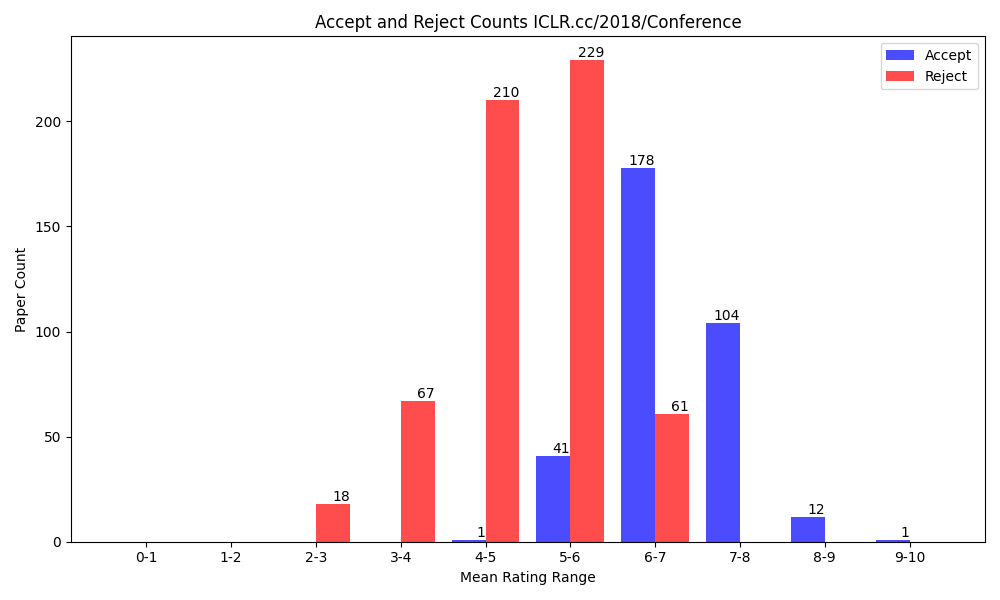 Accept and Reject Counts ICLR.cc/2018/Conference
Accept
Reject
Paper Count
200
150
100
50
0
18
67
1
210
41
229
178
61
104
12
1
0-1 1-2 2-3 3-4 4-5 5-6 6-7 7-8 8-9 9-10
Mean Rating Range